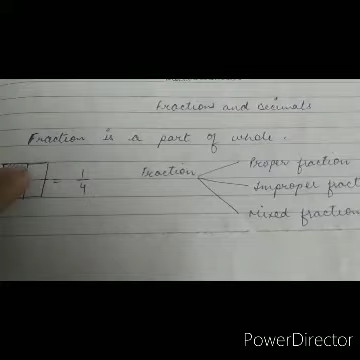 Fractions and Decimals
Fraction is a part of whole.
= 1/4
Fraction
Proper fraction
Improper fract
Mixed fraction
PowerDirector